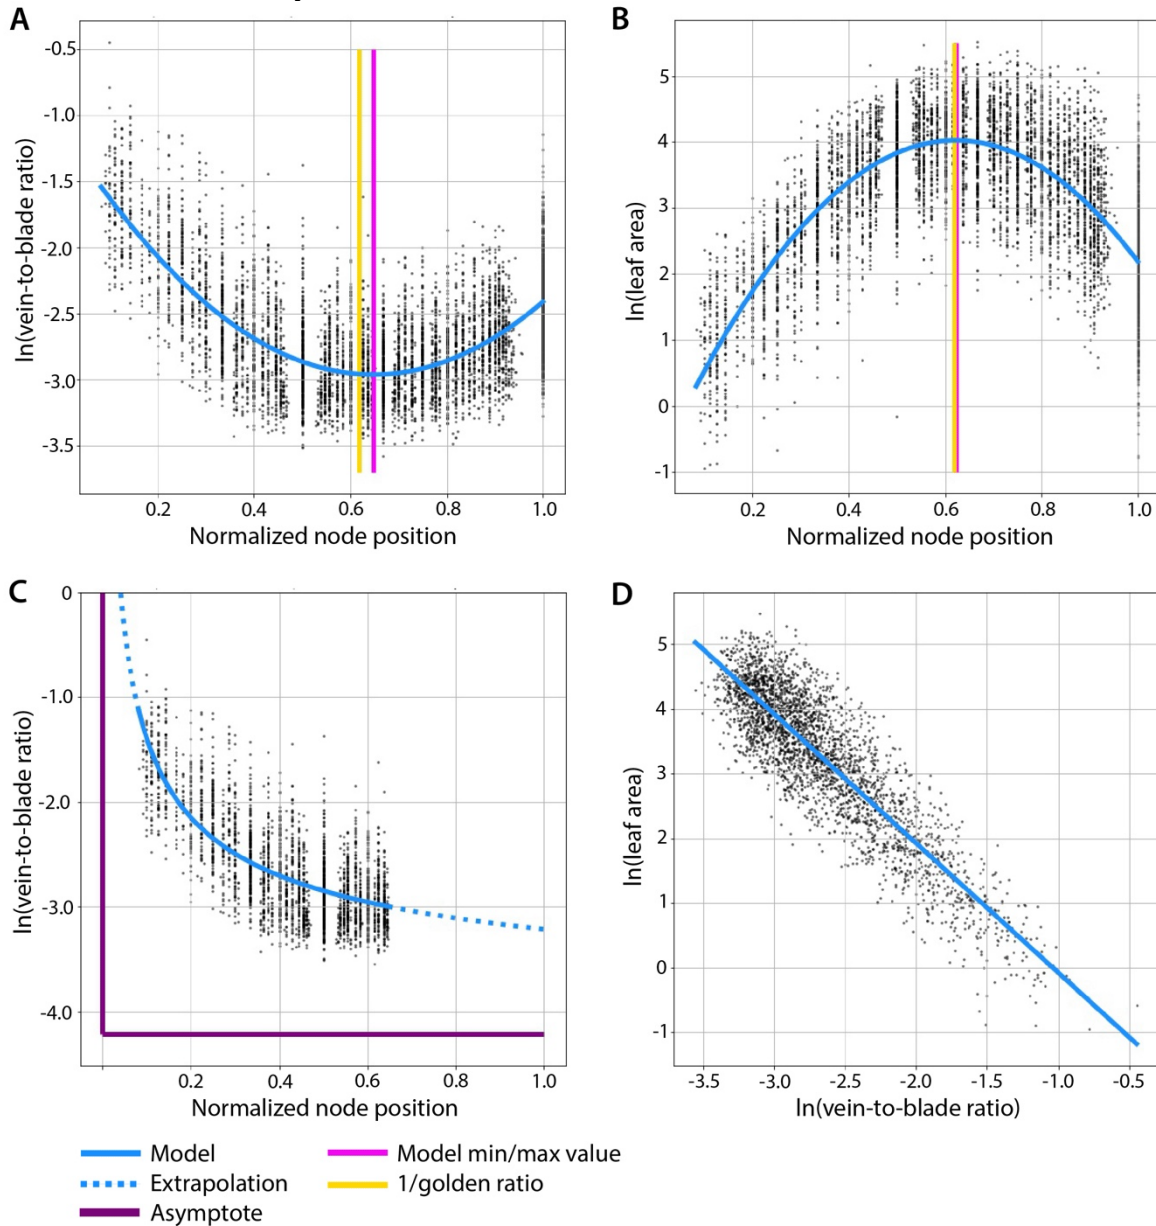 A
ln(vein-to-blade ratio)
-0.5
-1.0
-1.5
-2.0
-2.5
-3.0
-3.5
0.2 0.4 0.6 0.8 1.0
Normalized node position
B
ln(leaf area)
5
4
3
2
1
0
-1
0.2 0.4 0.6 0.8 1.0
Normalized node position
C
ln(vein-to-blade ratio)
0
-1.0
-2.0
-3.0
-4.0
0.2 0.4 0.6 0.8 1.0
Normalized node position
D
ln(leaf area)
5
4
3
2
1
0
-1
-3.5 -3.0 -2.5 -2.0 -1.5 -1.0 -0.5
ln(vein-to-blade ratio)
Model
Extrapolation
Asymptote
Model min/max value
1/golden ratio